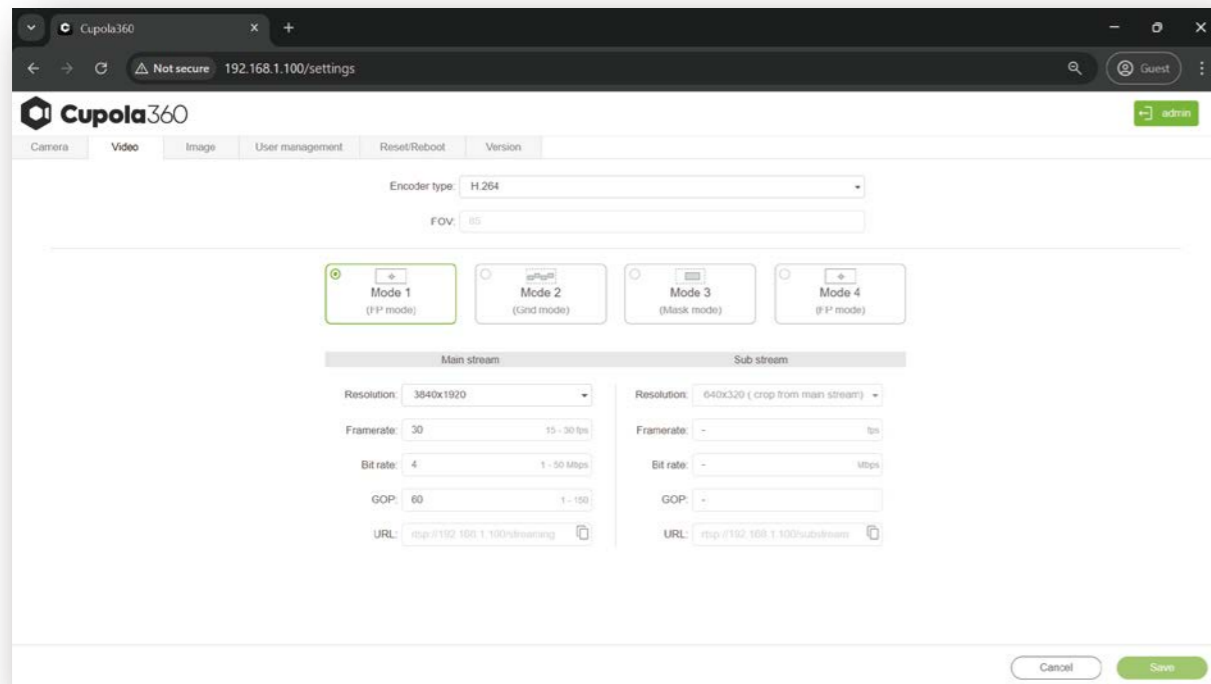 Cupola360
Not secure 192.168.1.100/settings
Guest
Cupola360
admin
Camera Video Image User management Reset/Reboot Version
Encoder type: H.264
FOV: 85
Mode 1
(FP mode)
Mode 2
(Grid mode)
Mode 3
(Mask mode)
Mode 4
(FP mode)
Main stream
Sub stream
Resolution: 3840x1920
Framerate: 30 15 - 30 fps
Bit rate: 4 1 - 50 Mbps
GOP: 60 1 - 150
URL: rtsp://192.168.1.100/streaming
Resolution: 640x320 ( crop from main stream)
Framerate: - fps
Bit rate: - Mbps
GOP: -
URL: rtsp://192.168.1.100/substream
Cancel
Save